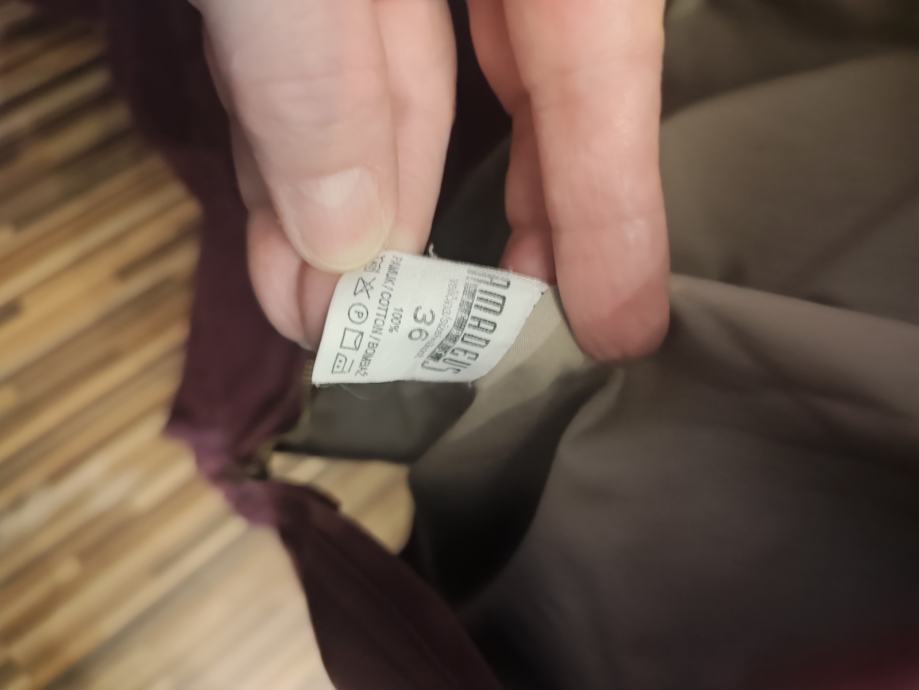 AMADEUS
36
100%
PAMUK / COTTON / BOMBAŽ